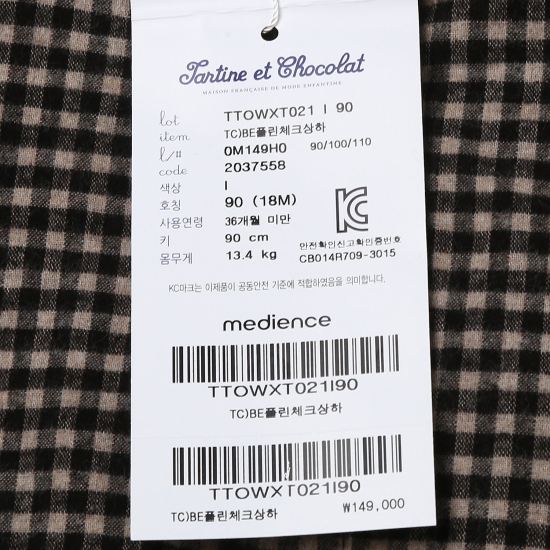 Tartine et Chocolat
MAISON FRANÇAISE DE MODE ENFANTINE
lot TTOWXT021 I 90
item TC)BE플린체크상하
l/# 0M149H0 90/100/110
code 2037558
색상 I
호칭 90 (18M)
사용연령 36개월 미만
키 90 cm
몸무게 13.4 kg
안전확인신고확인증번호
CB014R709-3015
KC마크는 이제품이 공통안전 기준에 적합하였음을 의미합니다.
medience
TTOWXT021I90
TC)BE플린체크상하
TTOWXT021I90
TC)BE플린체크상하 ₩149,000